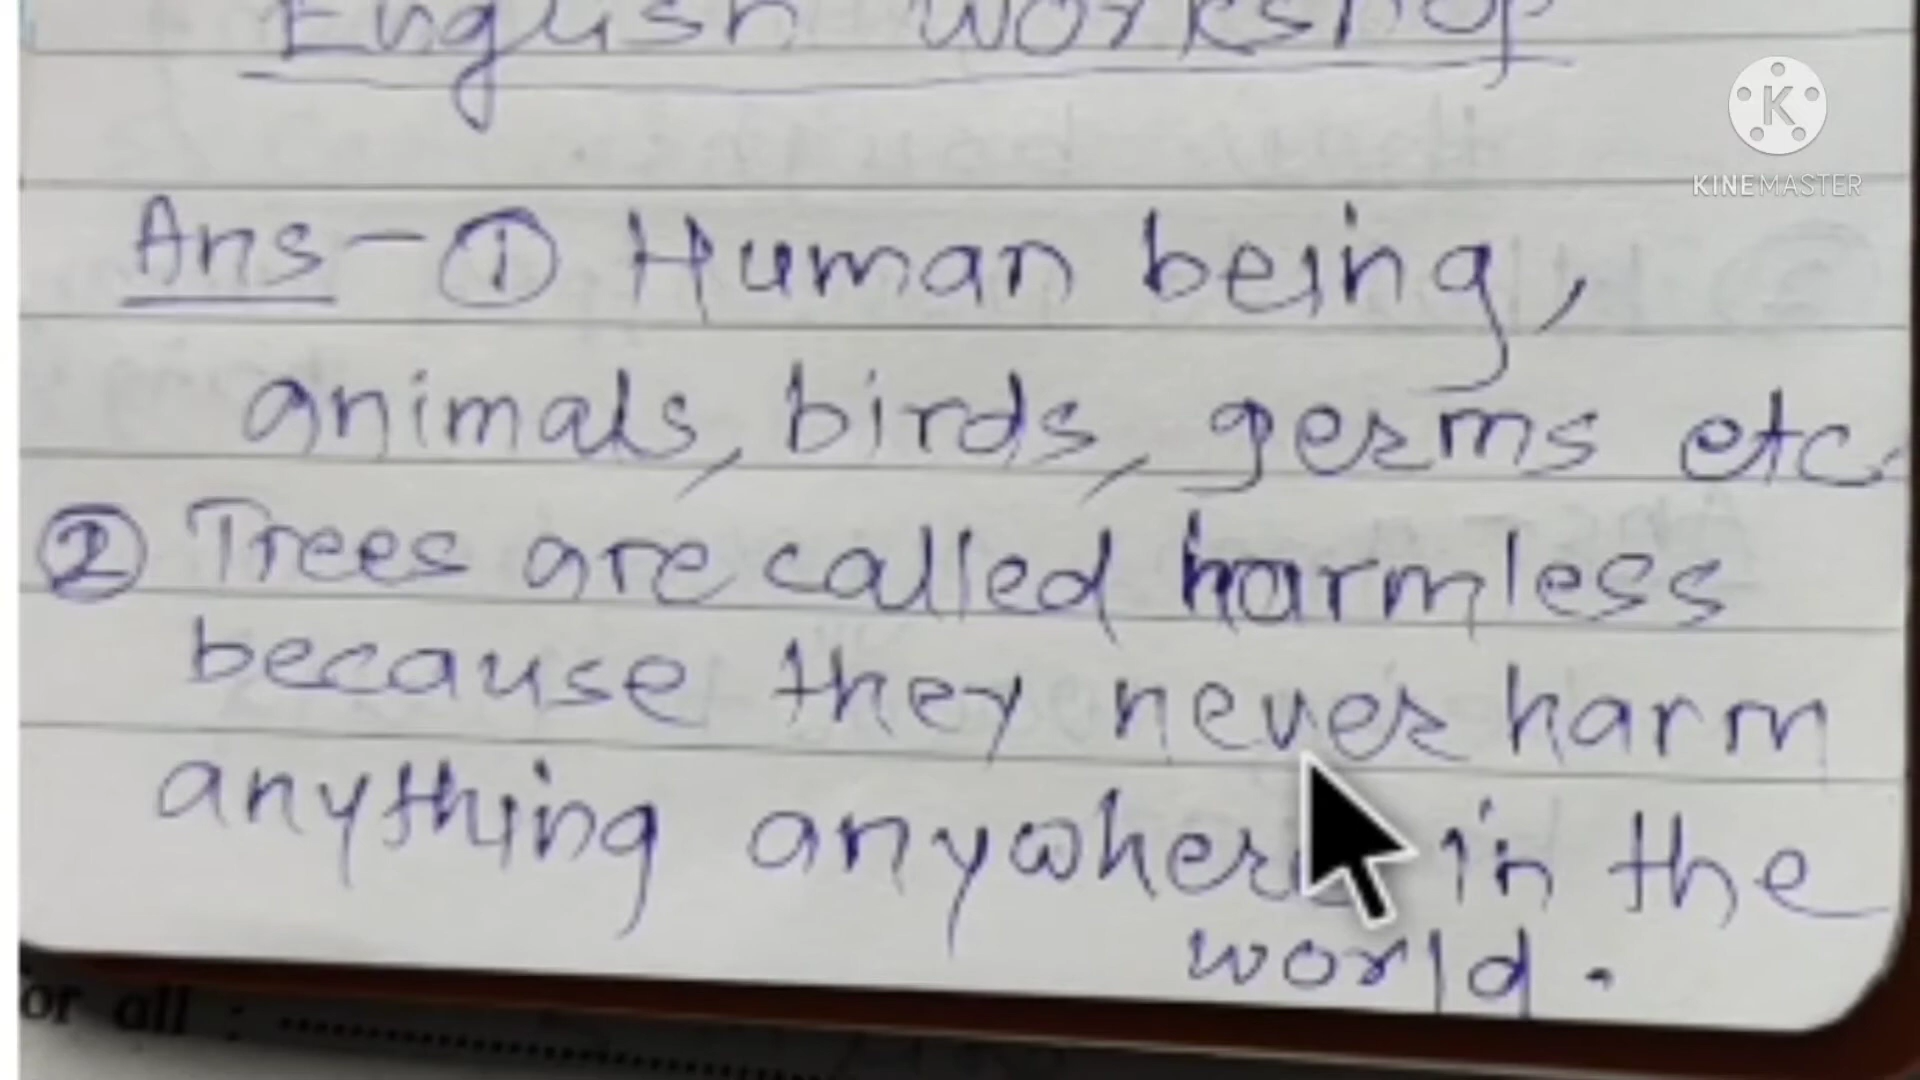 English Workshop
KINEMASTER
Ans - ① Human being,
animals, birds, germs etc.
② Trees are called harmless
because they never harm
anything anywhere in the
world.
or all :